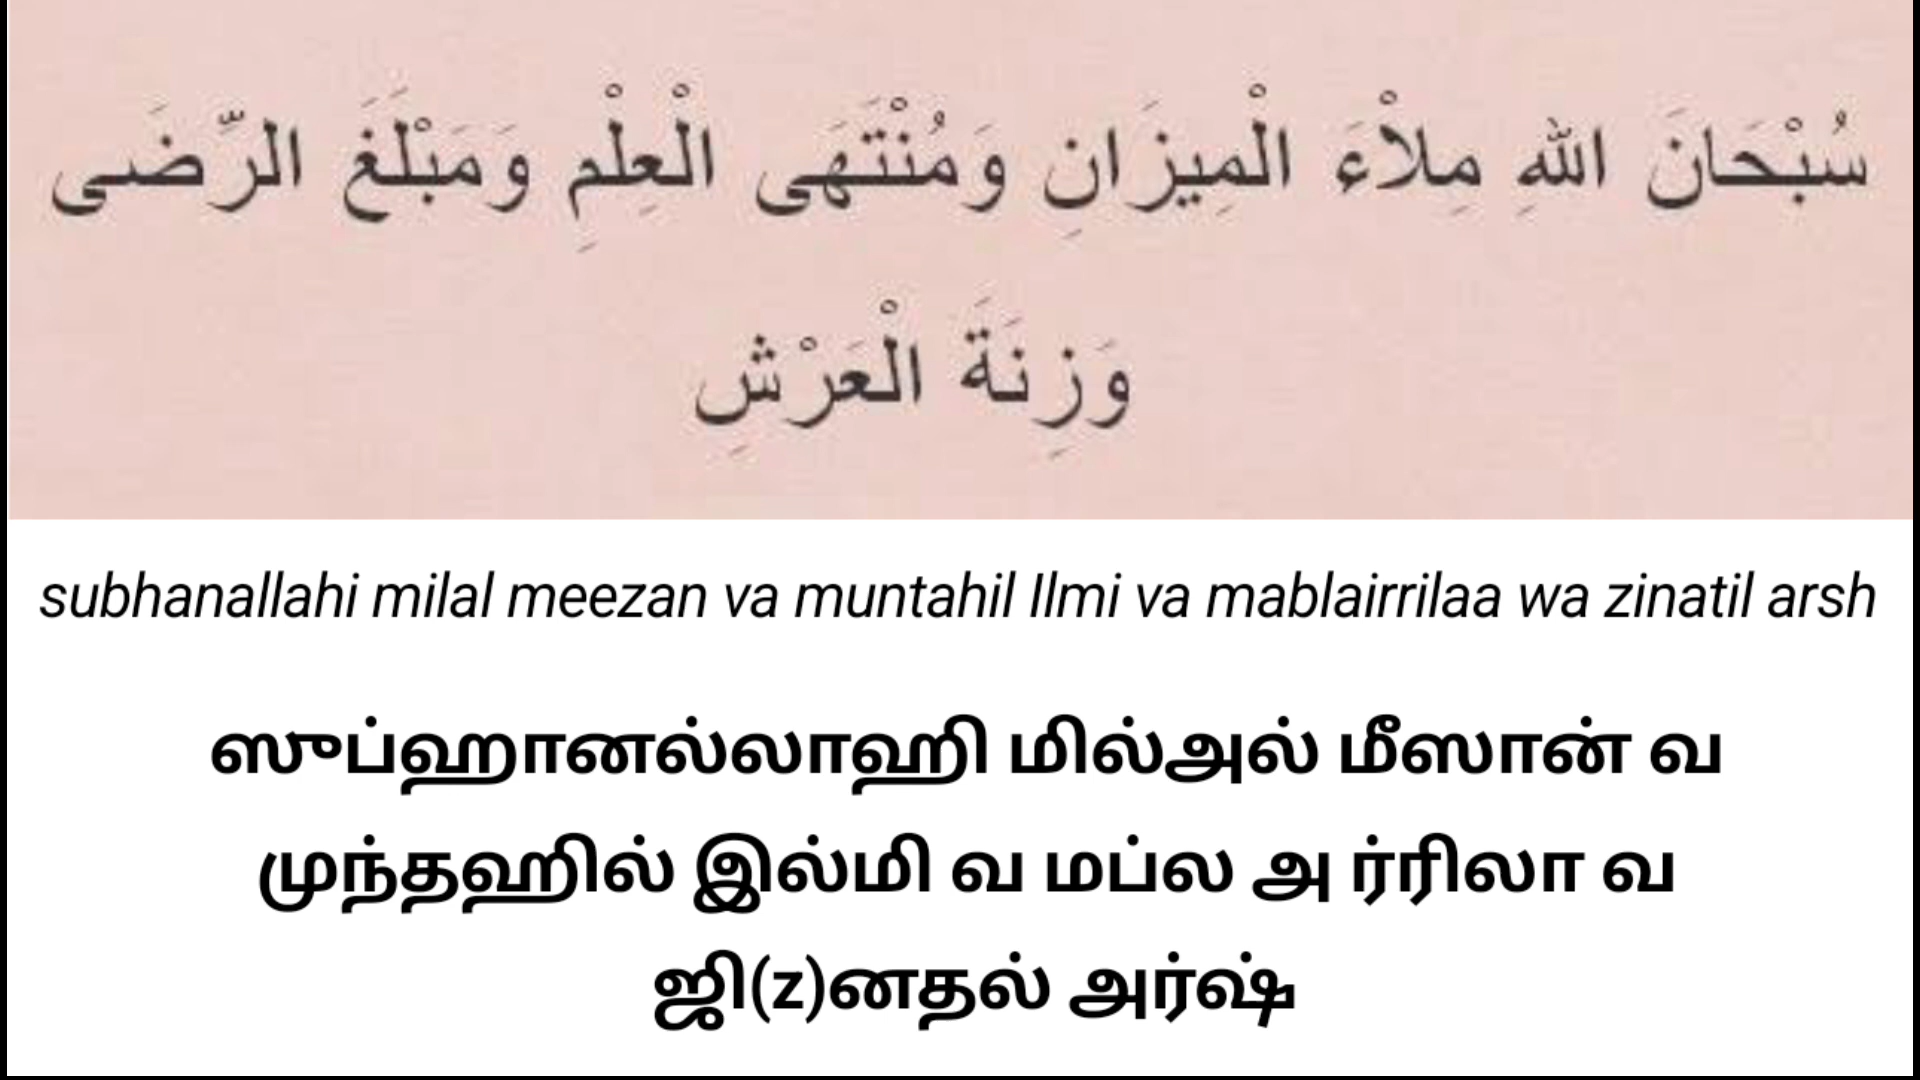 سُبْحَانَ اللهِ مِلاْءَ الْمِيزَانِ وَمُنْتَهَى الْعِلْمِ وَمَبْلَغَ الرِّضَى
وَزِنَةَ الْعَرْشِ
subhanallahi milal meezan va muntahil Ilmi va mablairrilaa wa zinatil arsh
ஸுப்ஹானல்லாஹி மில்அல் மீஸான் வ
முந்தஹில் இல்மி வ மப்ல அ ர்ரிலா வ
ஜி(z)னதல் அர்ஷ்